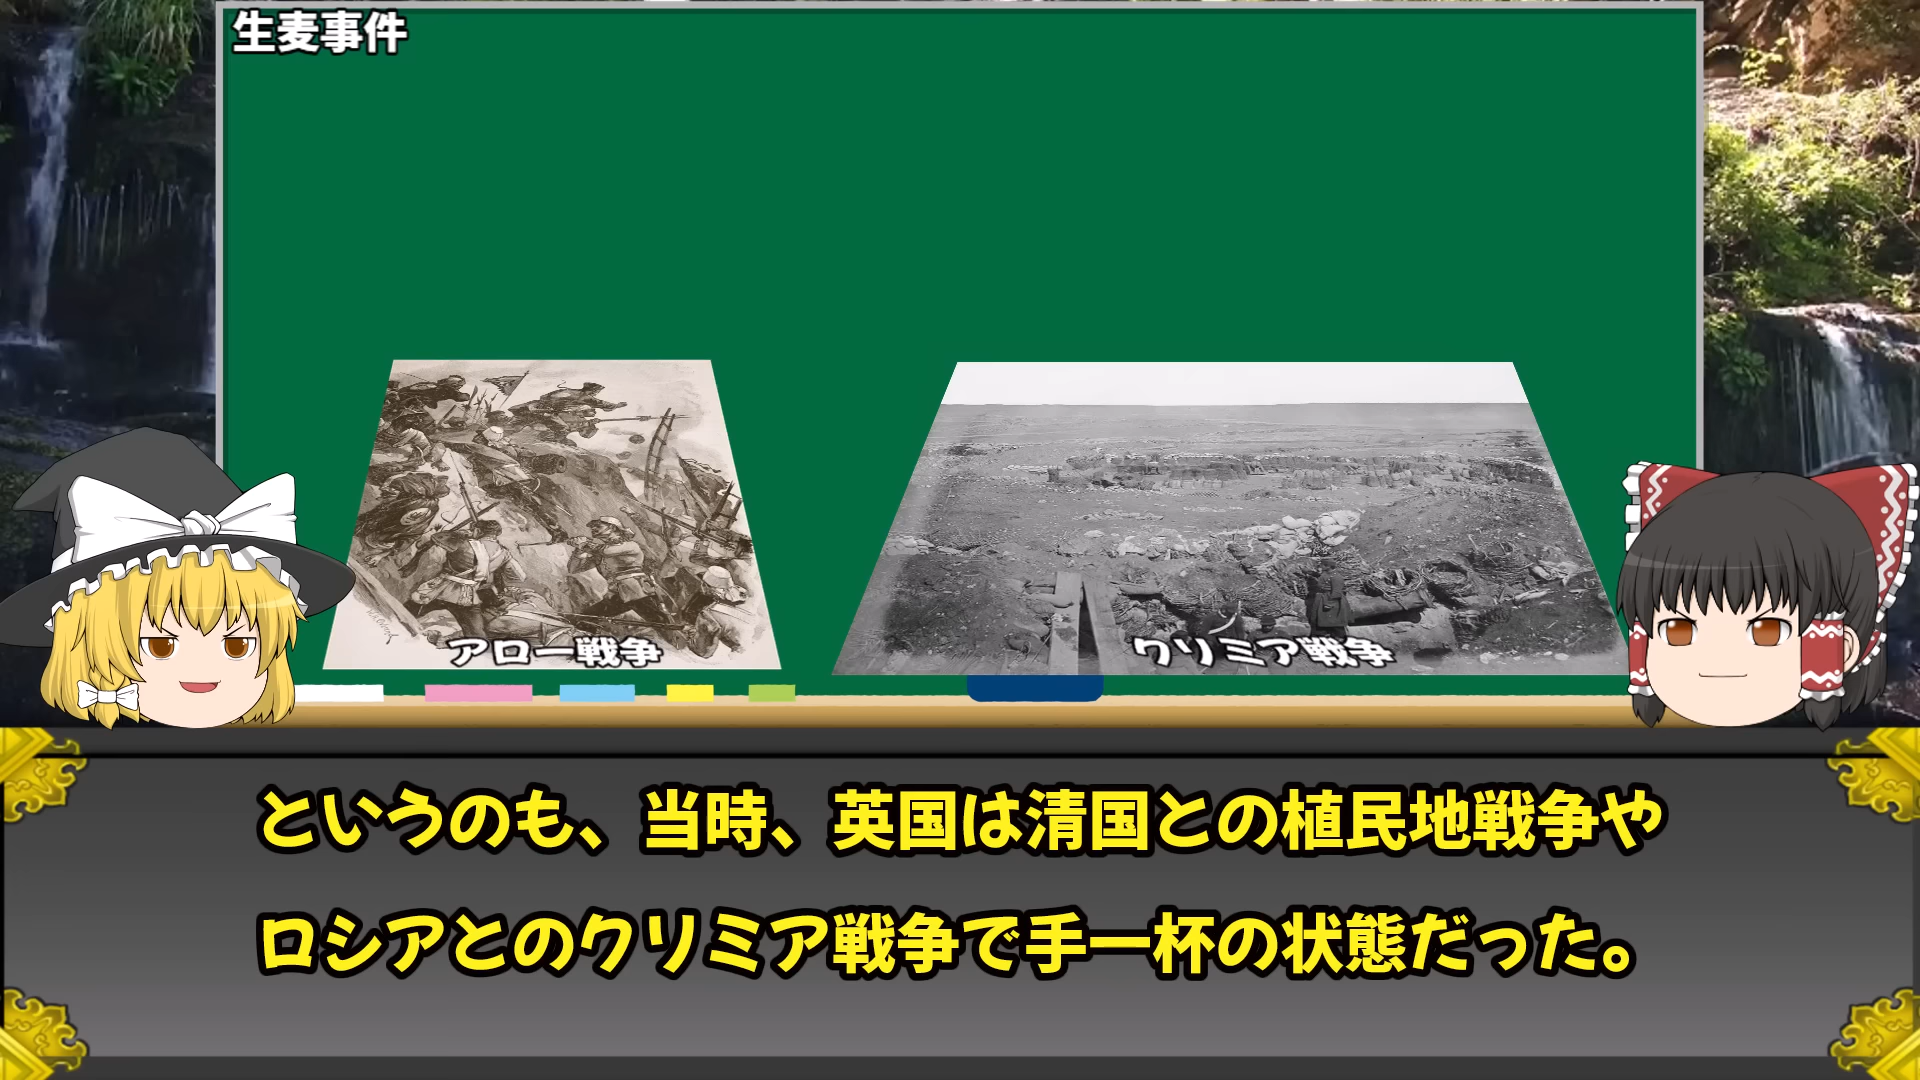 生麦事件
アロー戦争
クリミア戦争
というのも、当時、英国は清国との植民地戦争や
ロシアとのクリミア戦争で手一杯の状態だった。